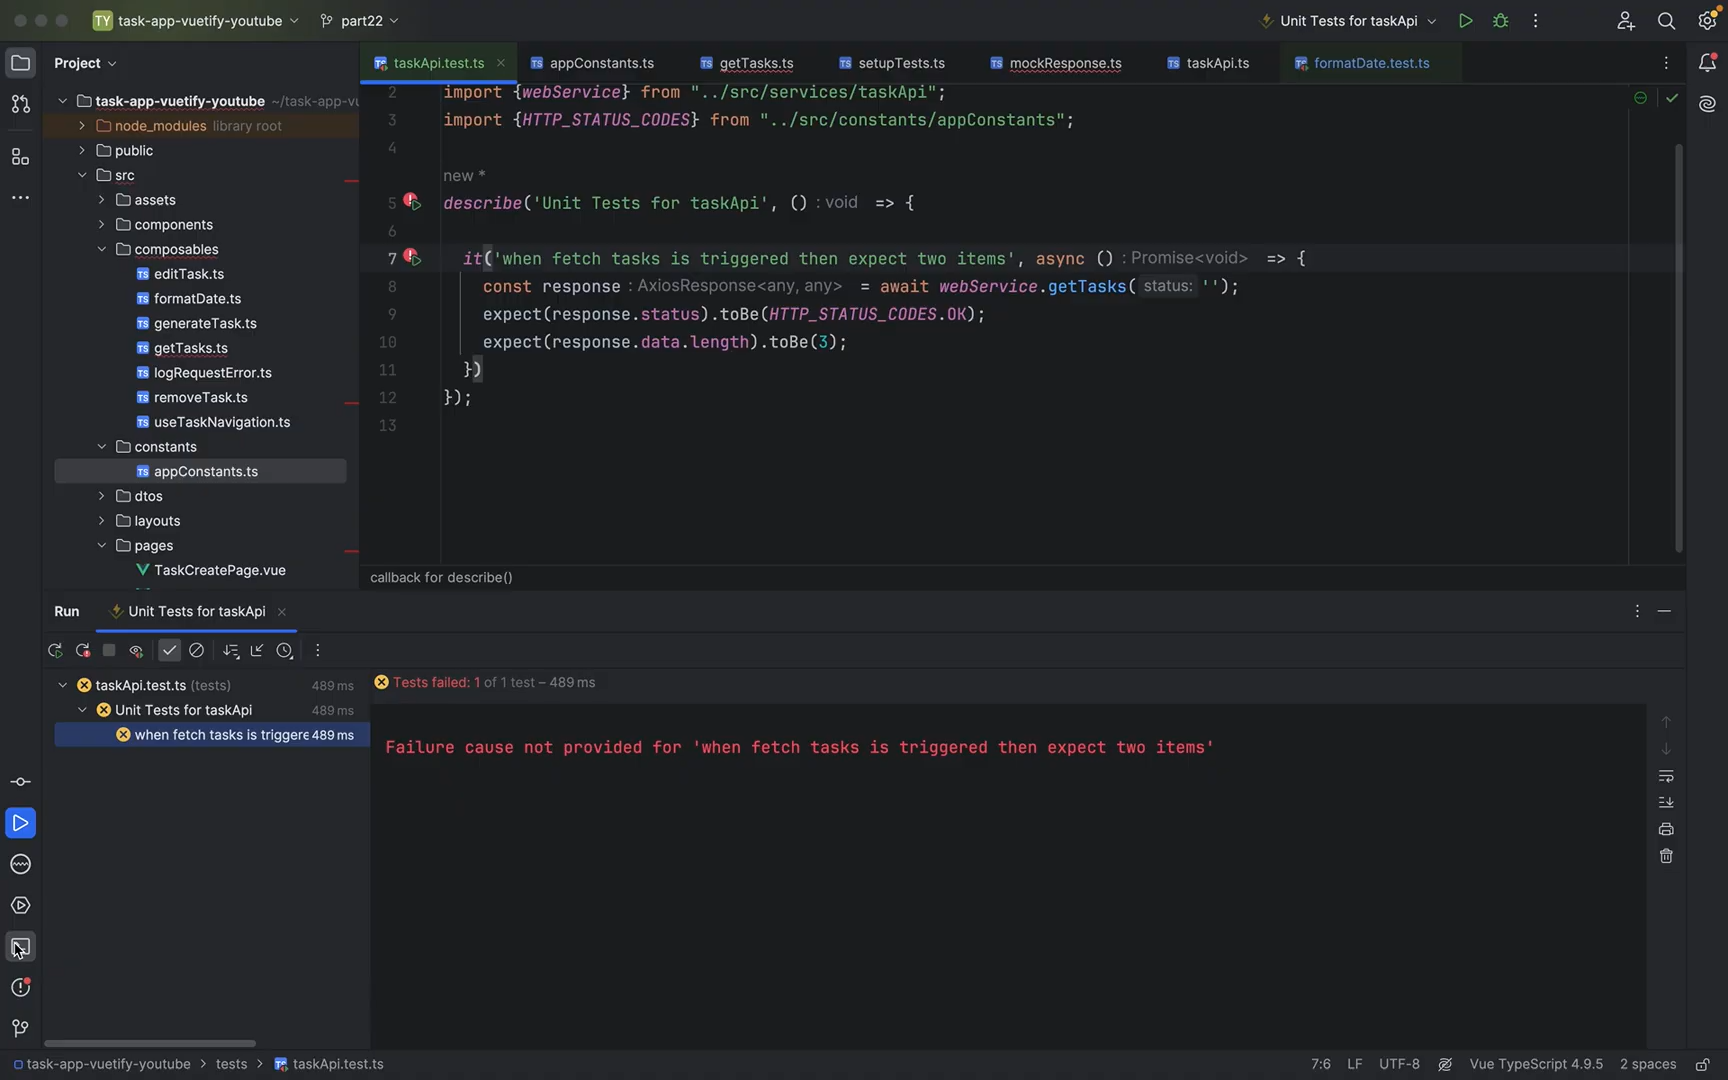 TY task-app-vuetify-youtube part22 Unit Tests for taskApi
Project
taskApi.test.ts appConstants.ts getTasks.ts setupTests.ts mockResponse.ts taskApi.ts formatDate.test.ts
task-app-vuetify-youtube ~/task-app-vu
node_modules library root
public
src
assets
components
composables
editTask.ts
formatDate.ts
generateTask.ts
getTasks.ts
logRequestError.ts
removeTask.ts
useTaskNavigation.ts
constants
appConstants.ts
dtos
layouts
pages
TaskCreatePage.vue
2 import {webService} from "../src/services/taskApi";
3 import {HTTP_STATUS_CODES} from "../src/constants/appConstants";
4
new *
5 describe('Unit Tests for taskApi', () : void => {
6
7 it('when fetch tasks is triggered then expect two items', async () : Promise<void> => {
8 const response : AxiosResponse<any, any> = await webService.getTasks( status: '');
9 expect(response.status).toBe(HTTP_STATUS_CODES.OK);
10 expect(response.data.length).toBe(3);
11 })
12 });
13
callback for describe()
Run Unit Tests for taskApi
taskApi.test.ts (tests) 489 ms
Unit Tests for taskApi 489 ms
when fetch tasks is triggere 489 ms
Tests failed: 1 of 1 test – 489 ms
Failure cause not provided for 'when fetch tasks is triggered then expect two items'
task-app-vuetify-youtube > tests > taskApi.test.ts 7:6 LF UTF-8 Vue TypeScript 4.9.5 2 spaces